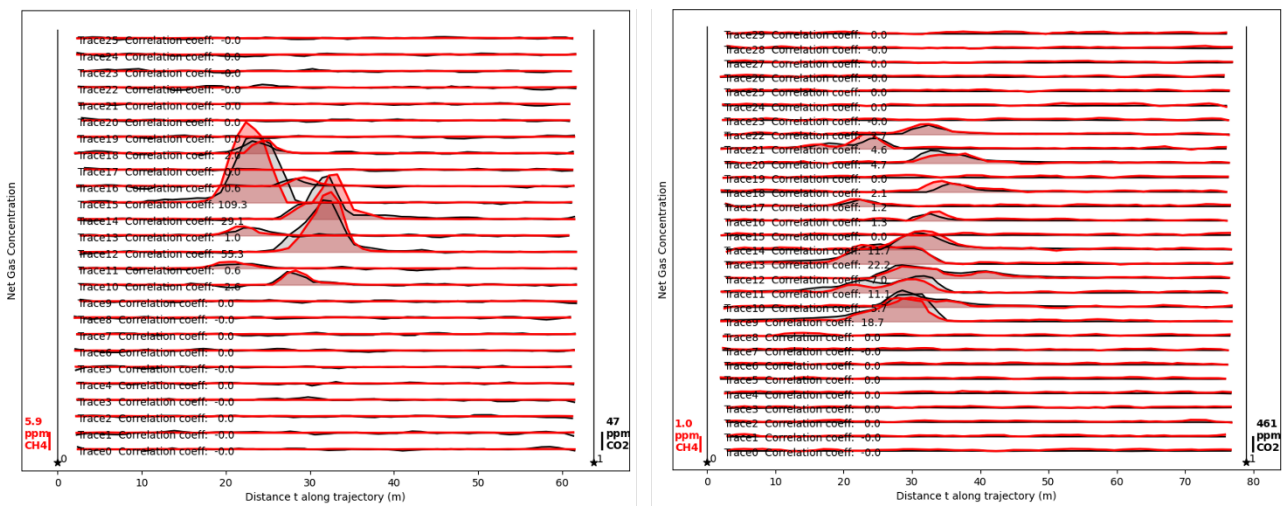 Trace25 Correlation coeff: -0.0
Trace24 Correlation coeff: 0.0
Trace23 Correlation coeff: -0.0
Trace22 Correlation coeff: -0.0
Trace21 Correlation coeff: -0.0
Trace20 Correlation coeff: 0.0
Trace19 Correlation coeff: 0.0
Trace18 Correlation coeff: 2.0
Trace17 Correlation coeff:
Trace16 Correlation coeff: 0.6
Trace15 Correlation coeff: 109.3
Trace14 Correlation coeff: 29.1
Trace13 Correlation coeff: 1.0
Trace12 Correlation coeff: 55.3
Trace11 Correlation coeff: 0.6
Trace10 Correlation coeff: 2.6
Trace9 Correlation coeff: 0.0
Trace8 Correlation coeff: -0.0
Trace7 Correlation coeff: 0.0
Trace6 Correlation coeff: 0.0
Trace5 Correlation coeff: -0.0
Trace4 Correlation coeff: 0.0
Trace3 Correlation coeff: -0.0
Trace2 Correlation coeff: 0.0
Trace1 Correlation coeff: -0.0
Trace0 Correlation coeff: -0.0
Net Gas Concentration
5.9
ppm
CH4
47
ppm
CO2
0
1
0 10 20 30 40 50 60
Distance t along trajectory (m)
Trace29 Correlation coeff: 0.0
Trace28 Correlation coeff: -0.0
Trace27 Correlation coeff: 0.0
Trace26 Correlation coeff: -0.0
Trace25 Correlation coeff: 0.0
Trace24 Correlation coeff: 0.0
Trace23 Correlation coeff: -0.0
Trace22 Correlation coeff:
Trace21 Correlation coeff: 4.6
Trace20 Correlation coeff: 4.7
Trace19 Correlation coeff: 0.0
Trace18 Correlation coeff: 2.1
Trace17 Correlation coeff: 1.2
Trace16 Correlation coeff: 1.3
Trace15 Correlation coeff: 0.0
Trace14 Correlation coeff: 11.7
Trace13 Correlation coeff: 22.2
Trace12 Correlation coeff: 7.0
Trace11 Correlation coeff: 11.1
Trace10 Correlation coeff: 5.7
Trace9 Correlation coeff: 18.7
Trace8 Correlation coeff: 0.0
Trace7 Correlation coeff: -0.0
Trace6 Correlation coeff: 0.0
Trace5 Correlation coeff: 0.0
Trace4 Correlation coeff: 0.0
Trace3 Correlation coeff: 0.0
Trace2 Correlation coeff: 0.0
Trace1 Correlation coeff: -0.0
Trace0 Correlation coeff: 0.0
Net Gas Concentration
1.0
ppm
CH4
461
ppm
CO2
0
1
0 10 20 30 40 50 60 70 80
Distance t along trajectory (m)